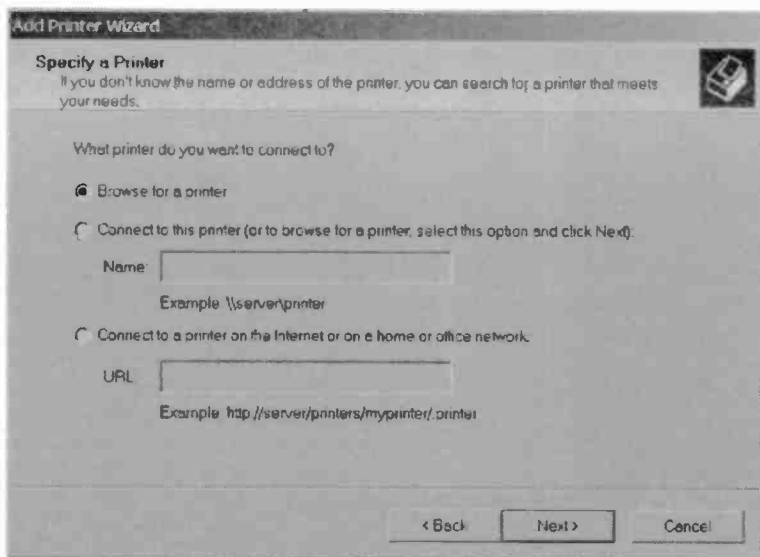 Add Printer Wizard
Specify a Printer
If you don't know the name or address of the printer, you can search for a printer that meets
your needs.
What printer do you want to connect to?
Browse for a printer
Connect to this printer (or to browse for a printer, select this option and click Next):
Name:
Example \\server\printer
Connect to a printer on the Internet or on a home or office network:
URL
Example http://server/printers/myprinter/.printer
< Back
Next >
Cancel